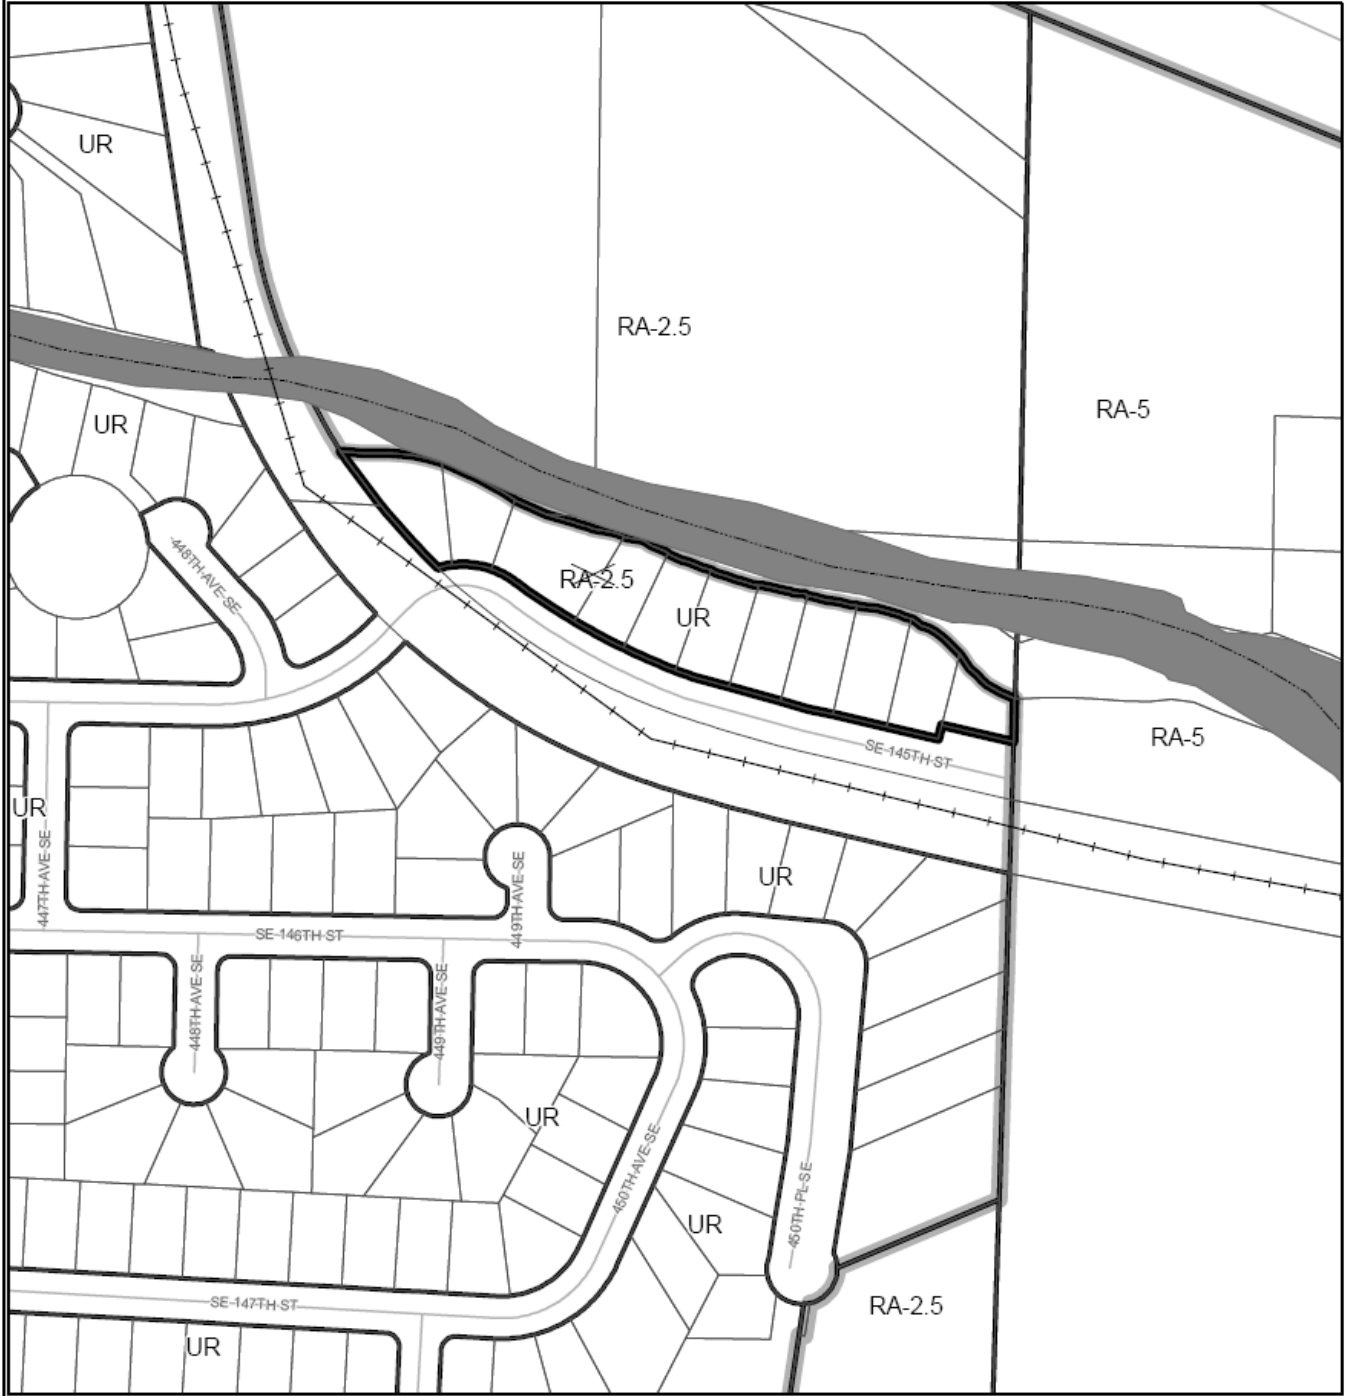 UR
RA-2.5
RA-5
UR
448TH-AVE-SE
RA-2.5
UR
RA-5
SE-145TH-ST
UR
447TH-AVE-SE
449TH-AVE-SE
UR
SE-146TH-ST
448TH-AVE-SE
449TH-AVE-SE
UR
450TH-AVE-SE
450TH-PL-SE
UR
SE-147TH-ST
RA-2.5
UR